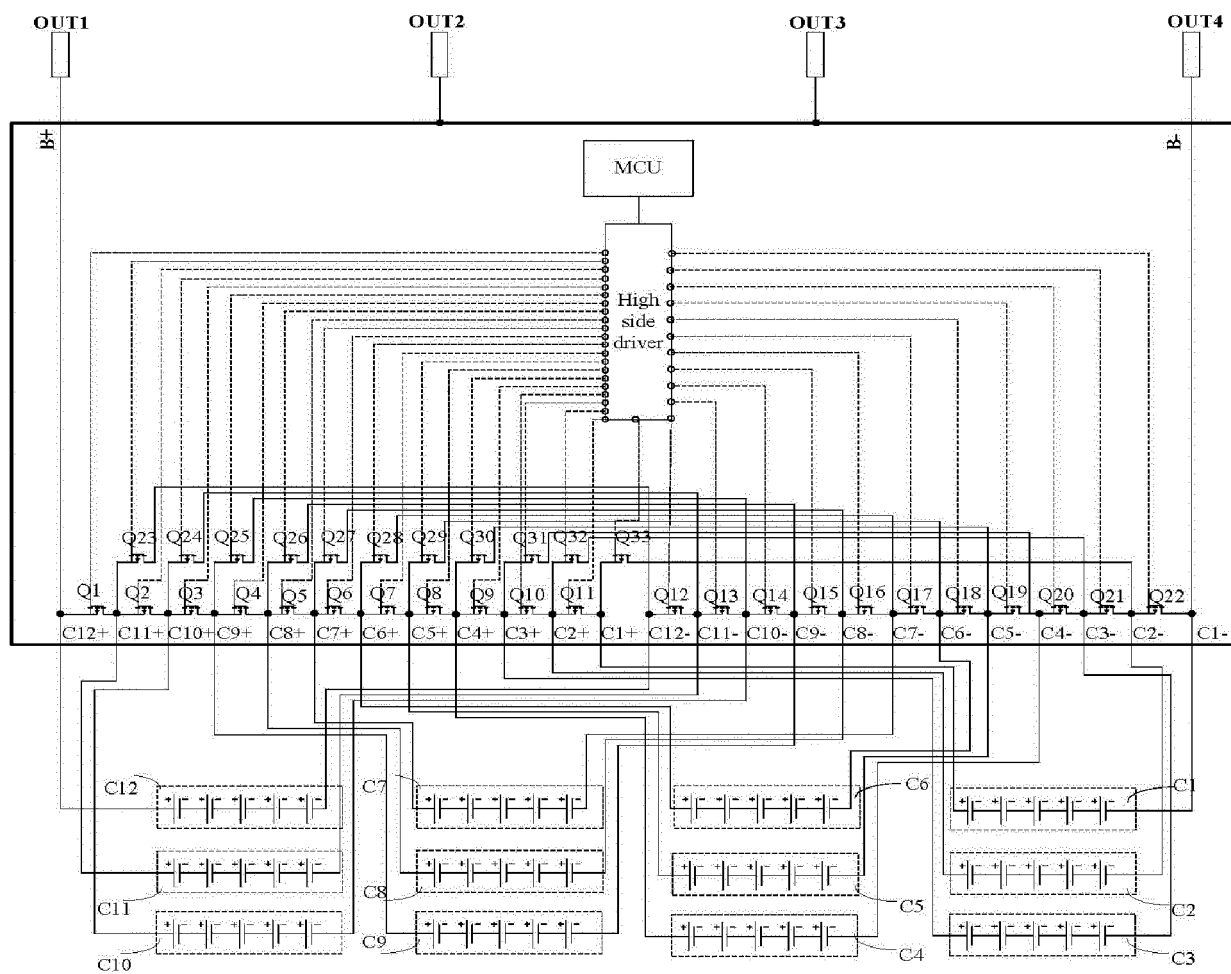 OUT1 OUT2 OUT3 OUT4
B+ B-
MCU
High
side
driver
Q23 Q24 Q25 Q26 Q27 Q28 Q29 Q30 Q31 Q32 Q33
Q1 Q2 Q3 Q4 Q5 Q6 Q7 Q8 Q9 Q10 Q11 Q12 Q13 Q14 Q15 Q16 Q17 Q18 Q19 Q20 Q21 Q22
C12+ C11+ C10+ C9+ C8+ C7+ C6+ C5+ C4+ C3+ C2+ C1+ C12- C11- C10- C9- C8- C7- C6- C5- C4- C3- C2- C1-
C12 C7 C6 C1
C11 C8 C5 C2
C10 C9 C4 C3